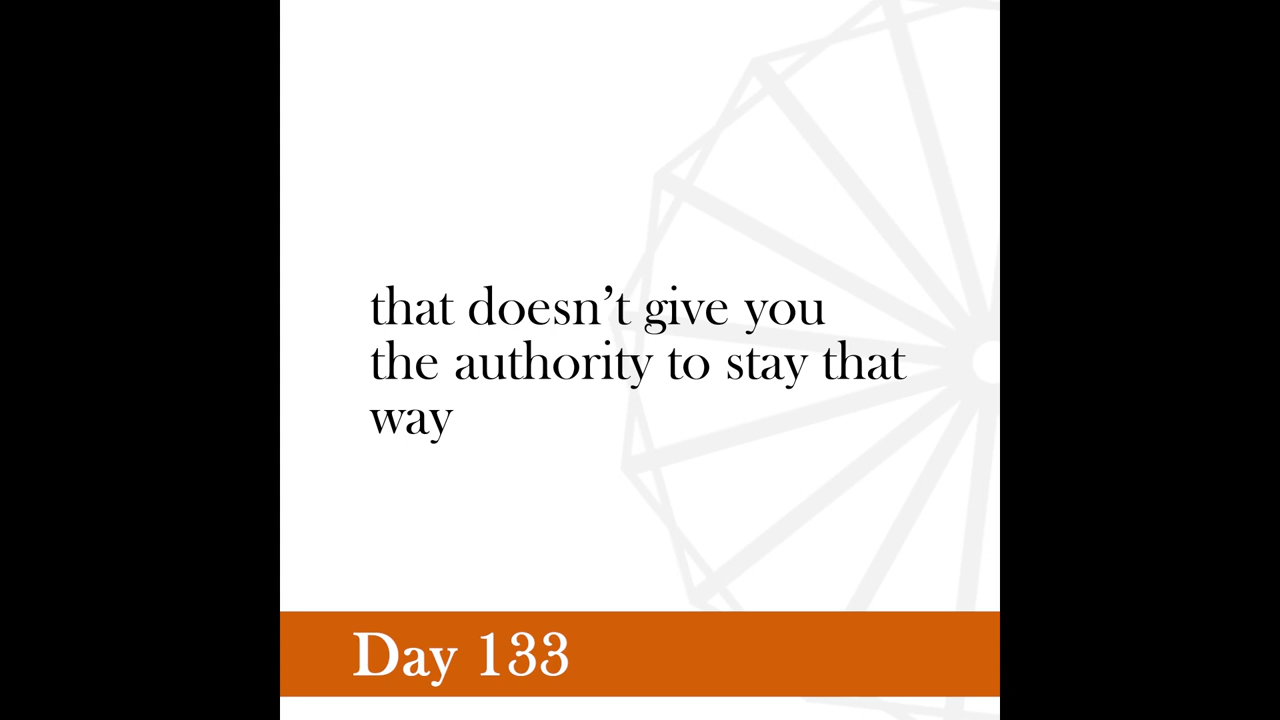 that doesn’t give you
the authority to stay that
way
Day 133